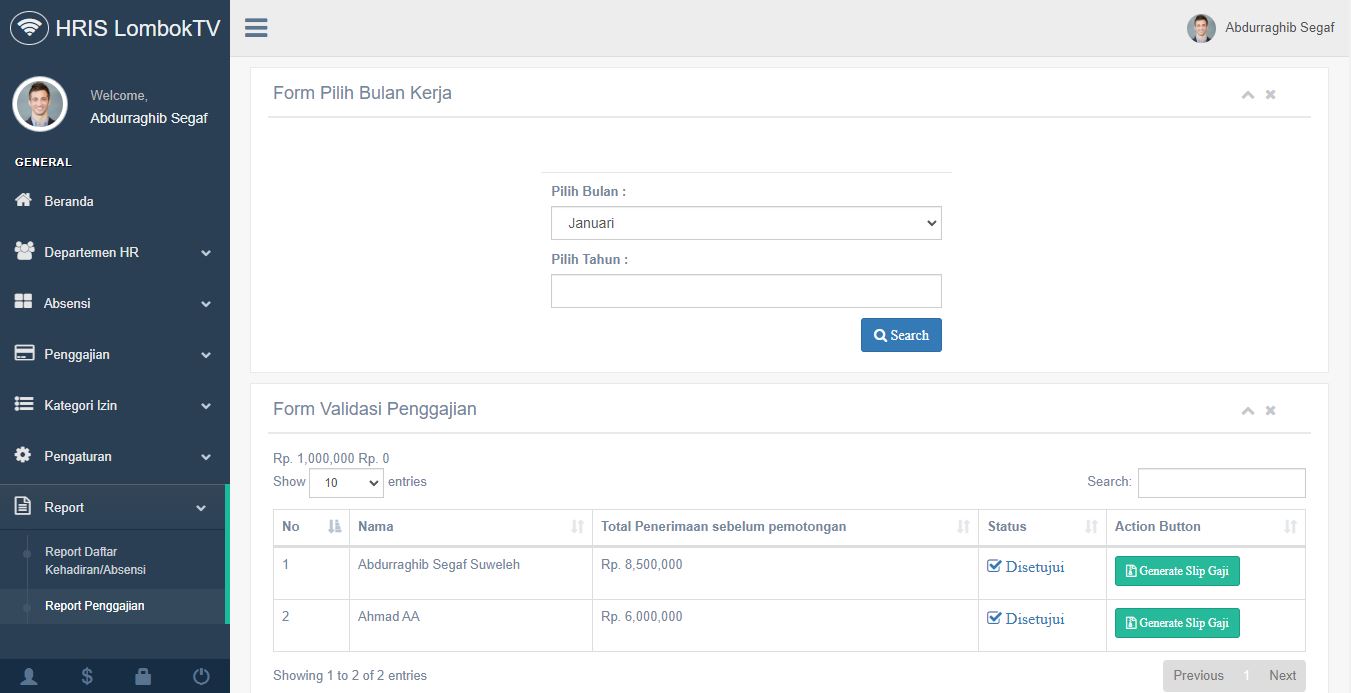 HRIS LombokTV
Abdurraghib Segaf
Welcome,
Abdurraghib Segaf
GENERAL
Beranda
Departemen HR
Absensi
Penggajian
Kategori Izin
Pengaturan
Report
Report Daftar
Kehadiran/Absensi
Report Penggajian
Form Pilih Bulan Kerja
Pilih Bulan :
Januari
Pilih Tahun :
Search
Form Validasi Penggajian
Rp. 1,000,000 Rp. 0
Show 10 entries
Search:
No Nama Total Penerimaan sebelum pemotongan Status Action Button
1 Abdurraghib Segaf Suweleh Rp. 8,500,000 Disetujui Generate Slip Gaji
2 Ahmad AA Rp. 6,000,000 Disetujui Generate Slip Gaji
Showing 1 to 2 of 2 entries
Previous 1 Next